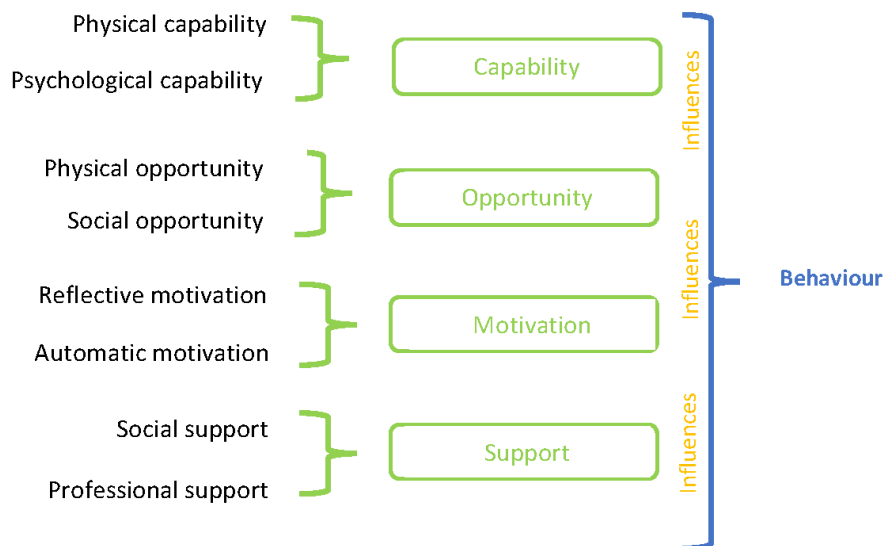 Physical capability
Psychological capability
Capability
Influences
Physical opportunity
Social opportunity
Opportunity
Influences
Behaviour
Reflective motivation
Automatic motivation
Motivation
Social support
Professional support
Support
Influences